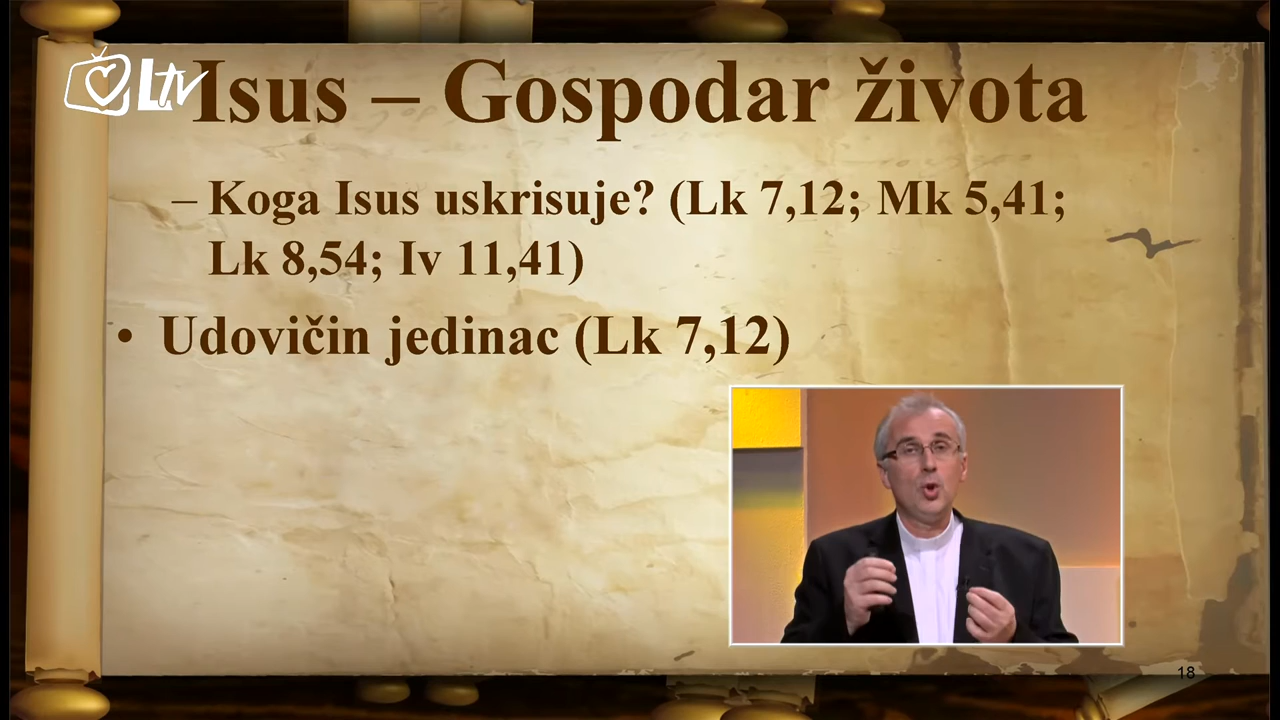 Ltv
Isus – Gospodar života
– Koga Isus uskrisuje? (Lk 7,12; Mk 5,41;
Lk 8,54; Iv 11,41)
• Udovičin jedinac (Lk 7,12)
18